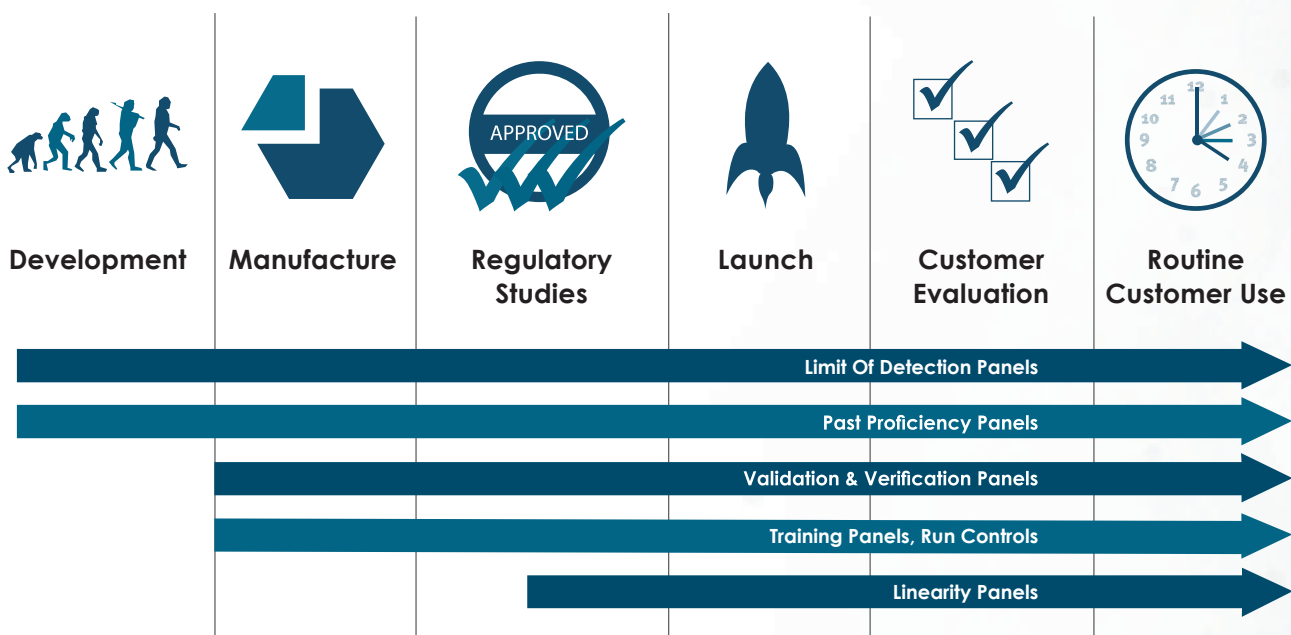 APPROVED
12
1
2
3
4
5
6
7
8
9
10
11
Development
Manufacture
Regulatory
Studies
Launch
Customer
Evaluation
Routine
Customer Use
Limit Of Detection Panels
Past Proficiency Panels
Validation & Verification Panels
Training Panels, Run Controls
Linearity Panels